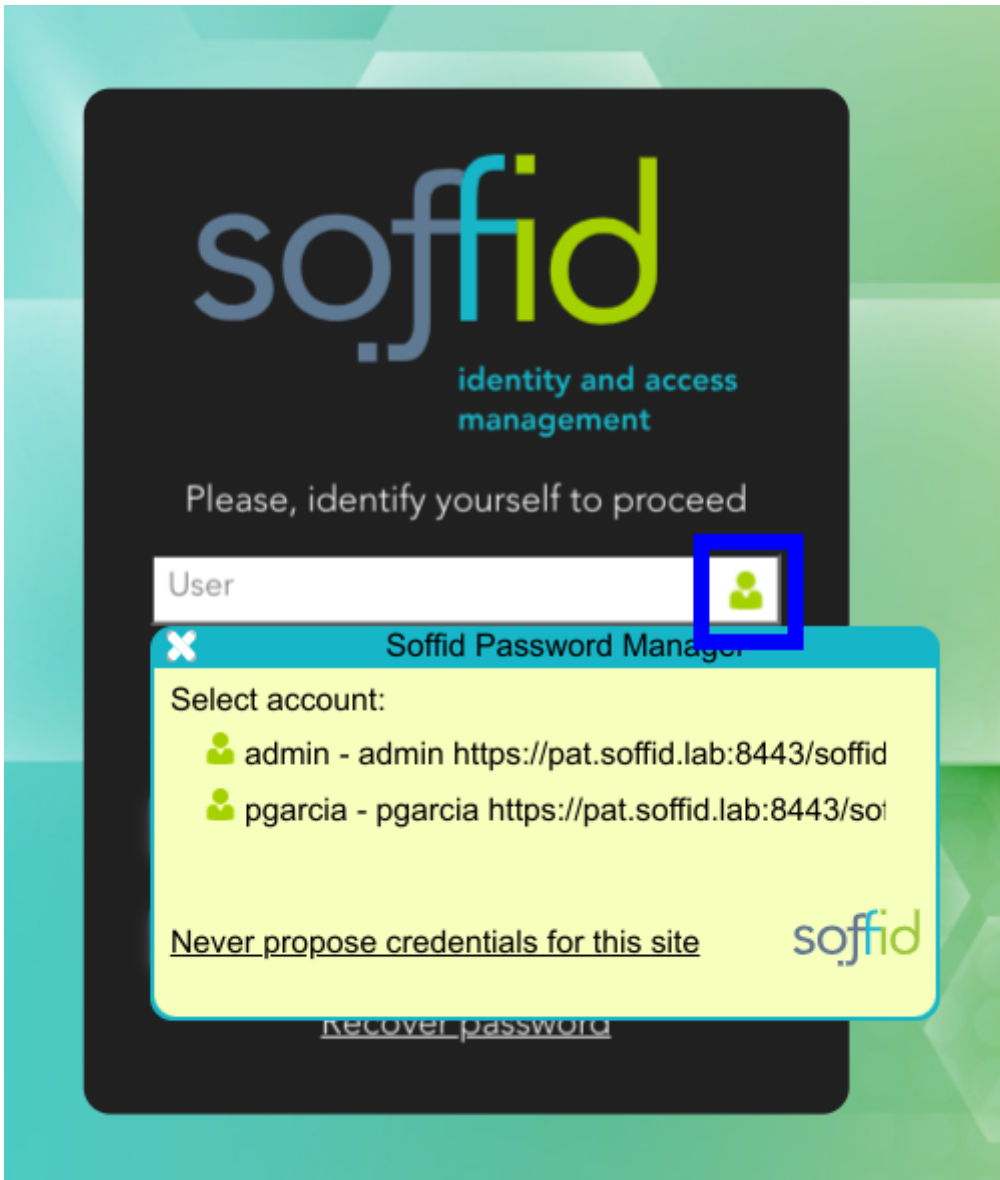 soffid
identity and access
management
Please, identify yourself to proceed
User
Soffid Password Manager
Select account:
admin - admin https://pat.soffid.lab:8443/soffid
pgarcia - pgarcia https://pat.soffid.lab:8443/sof
Never propose credentials for this site
soffid
Recover password